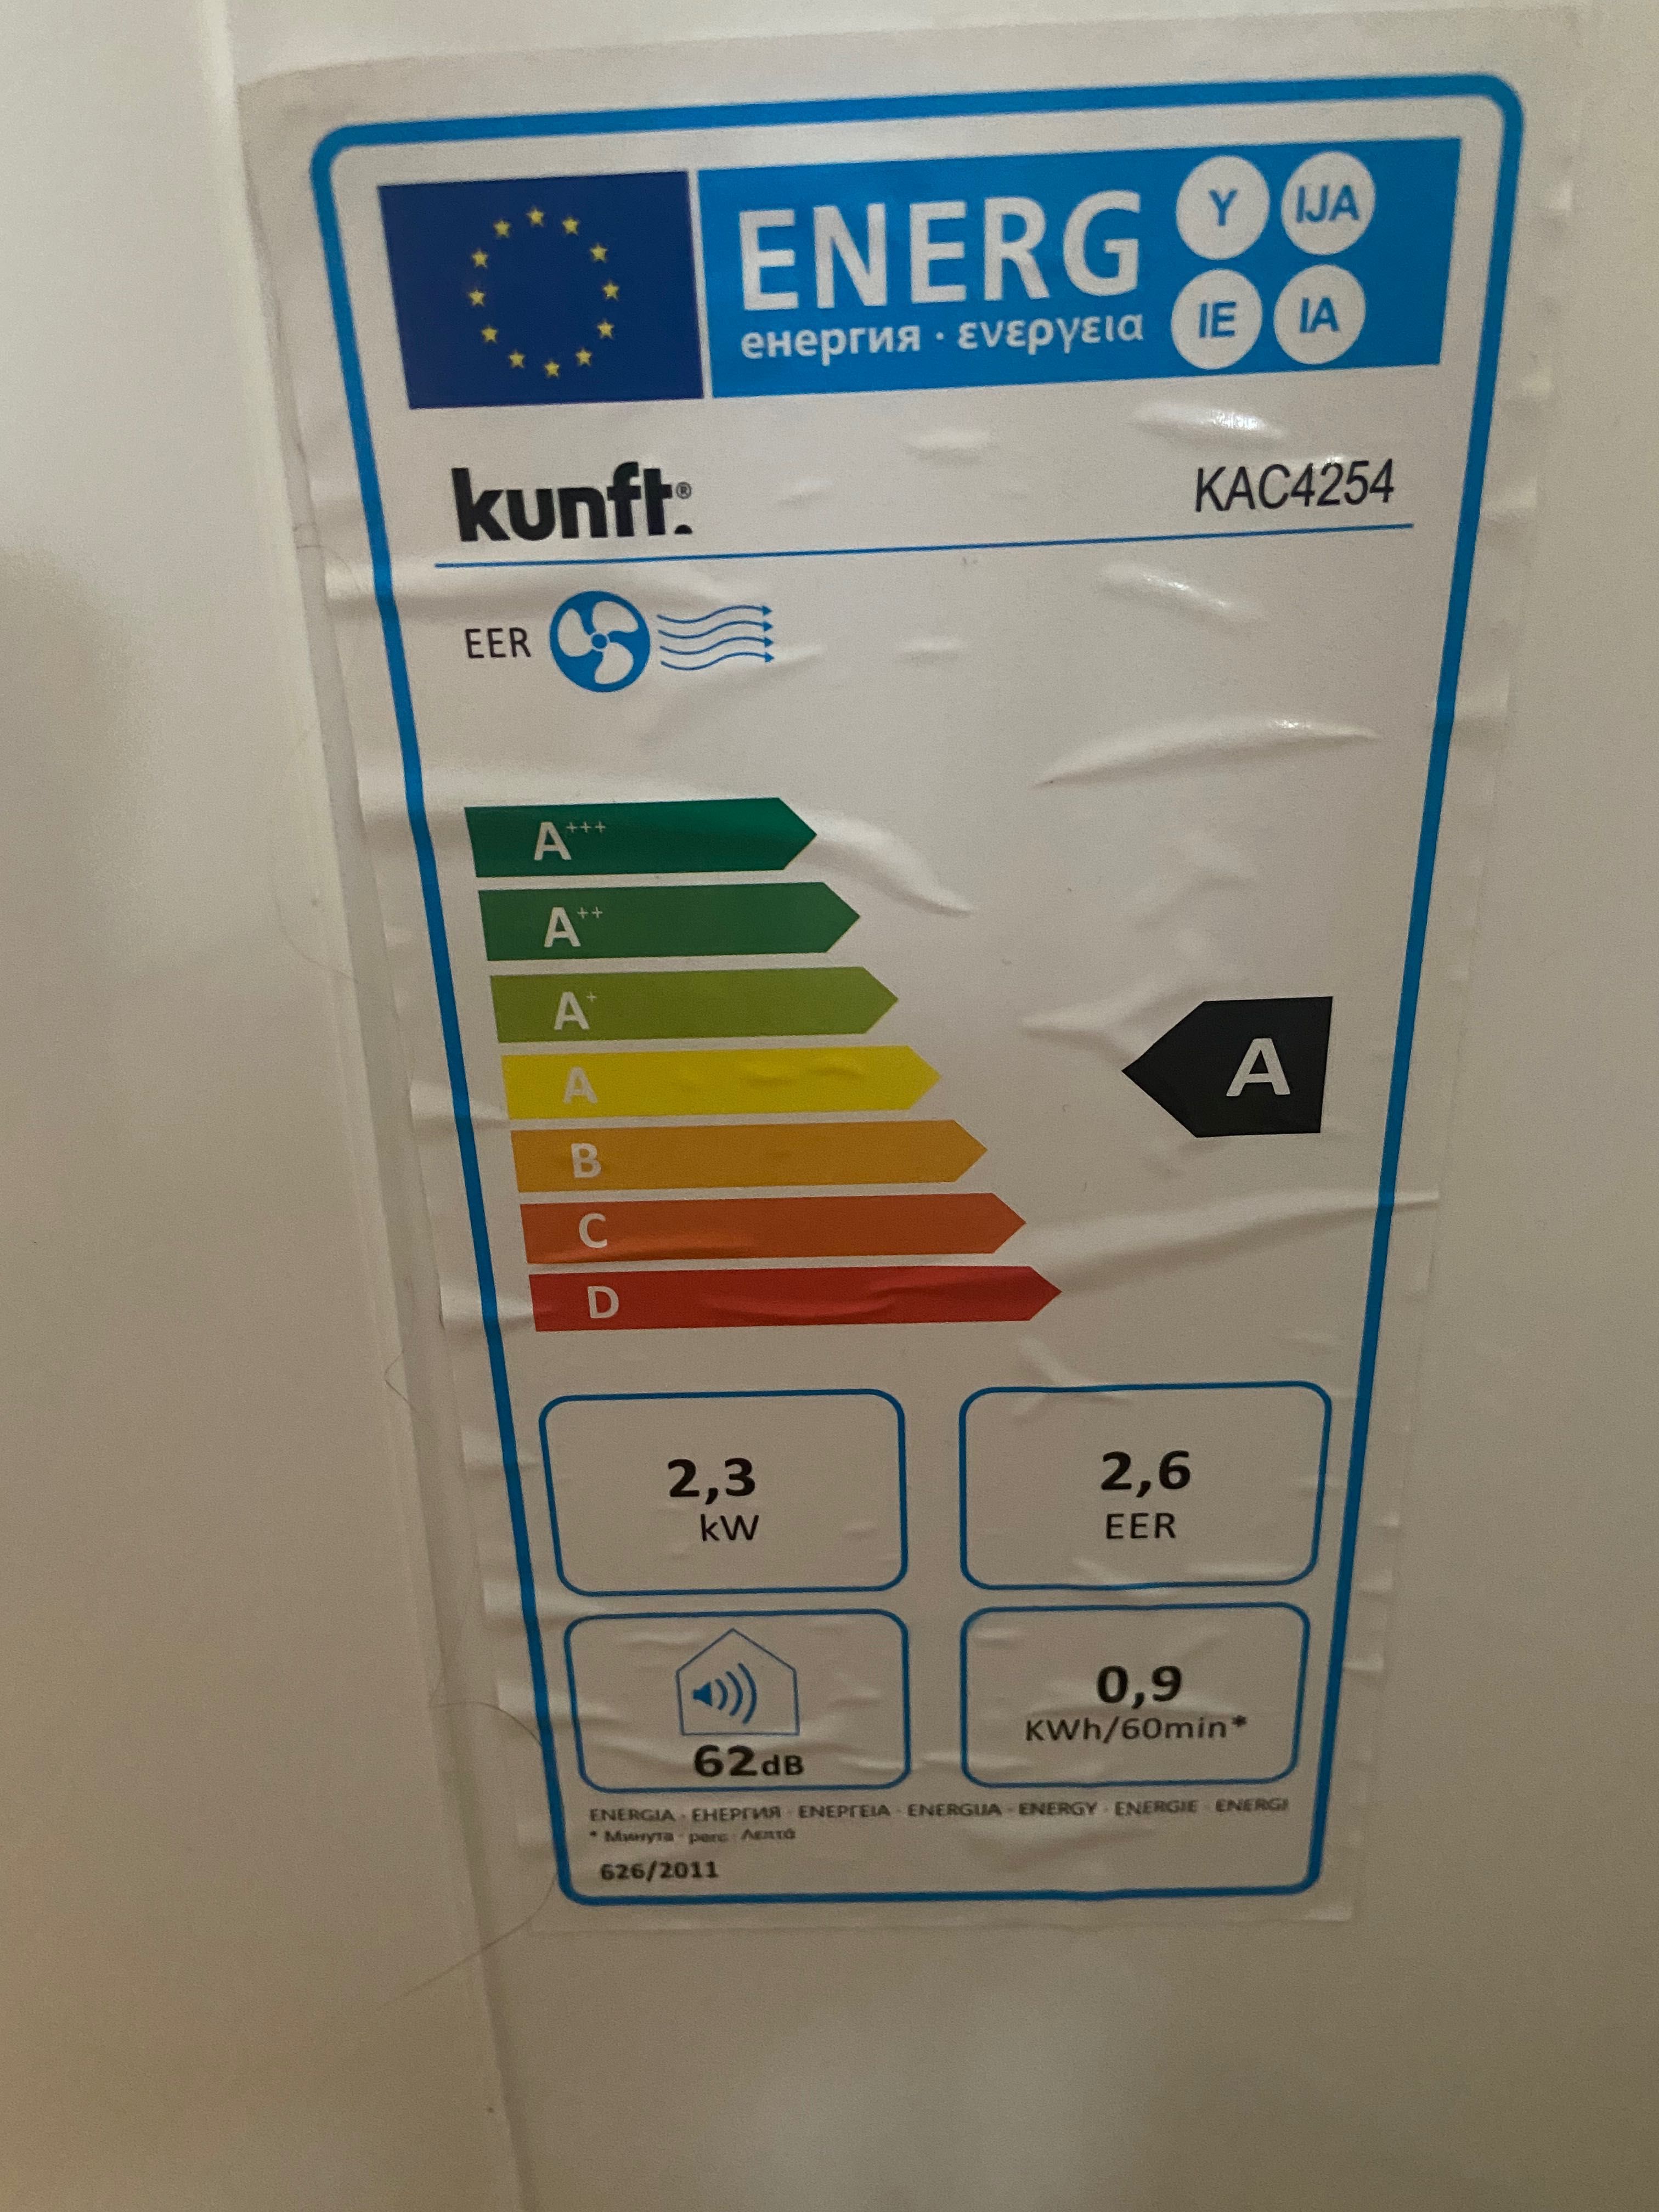 ENERG Y IJA
енергия · ενεργεια IE IA
kunft.® KAC4254
EER
A+++
A++
A+
A
A
B
C
D
2,3
kW
2,6
EER
62dB
0,9
KWh/60min*
ENERGIA · ЕНЕРГИЯ · ΕΝΕΡΓΕΙΑ · ENERGIJA · ENERGY · ENERGIE · ENERGI
* Минута · perc · Λεπτά
626/2011